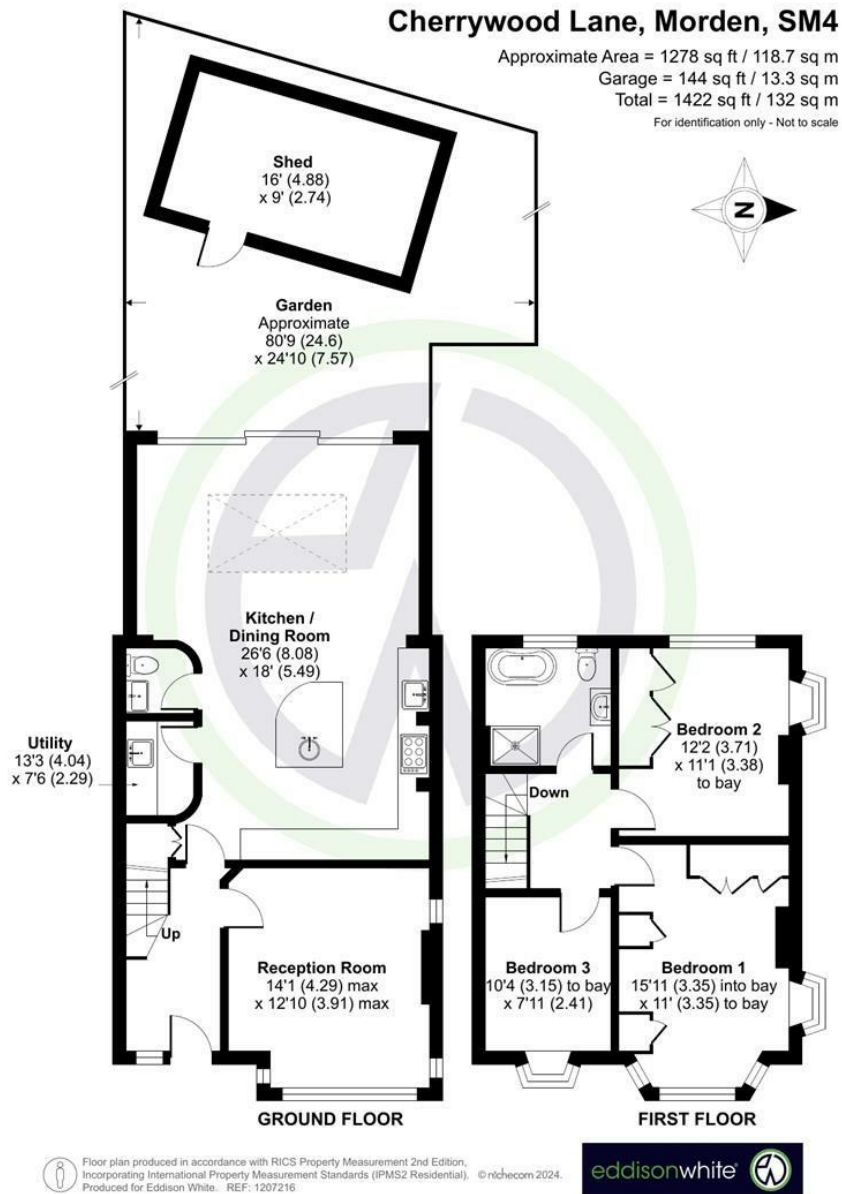 Cherrywood Lane, Morden, SM4
Approximate Area = 1278 sq ft / 118.7 sq m
Garage = 144 sq ft / 13.3 sq m
Total = 1422 sq ft / 132 sq m
For identification only - Not to scale
N
Shed
16' (4.88)
x 9' (2.74)
Garden
Approximate
80'9 (24.6)
x 24'10 (7.57)
Kitchen /
Dining Room
26'6 (8.08)
x 18' (5.49)
Utility
13'3 (4.04)
x 7'6 (2.29)
Up
Reception Room
14'1 (4.29) max
x 12'10 (3.91) max
GROUND FLOOR
Bedroom 2
12'2 (3.71)
x 11'1 (3.38)
to bay
Down
Bedroom 3
10'4 (3.15) to bay
x 7'11 (2.41)
Bedroom 1
15'11 (3.35) into bay
x 11' (3.35) to bay
FIRST FLOOR
Floor plan produced in accordance with RICS Property Measurement 2nd Edition,
Incorporating International Property Measurement Standards (IPMS2 Residential). © nichecom 2024.
Produced for Eddison White. REF: 1207216
eddisonwhite